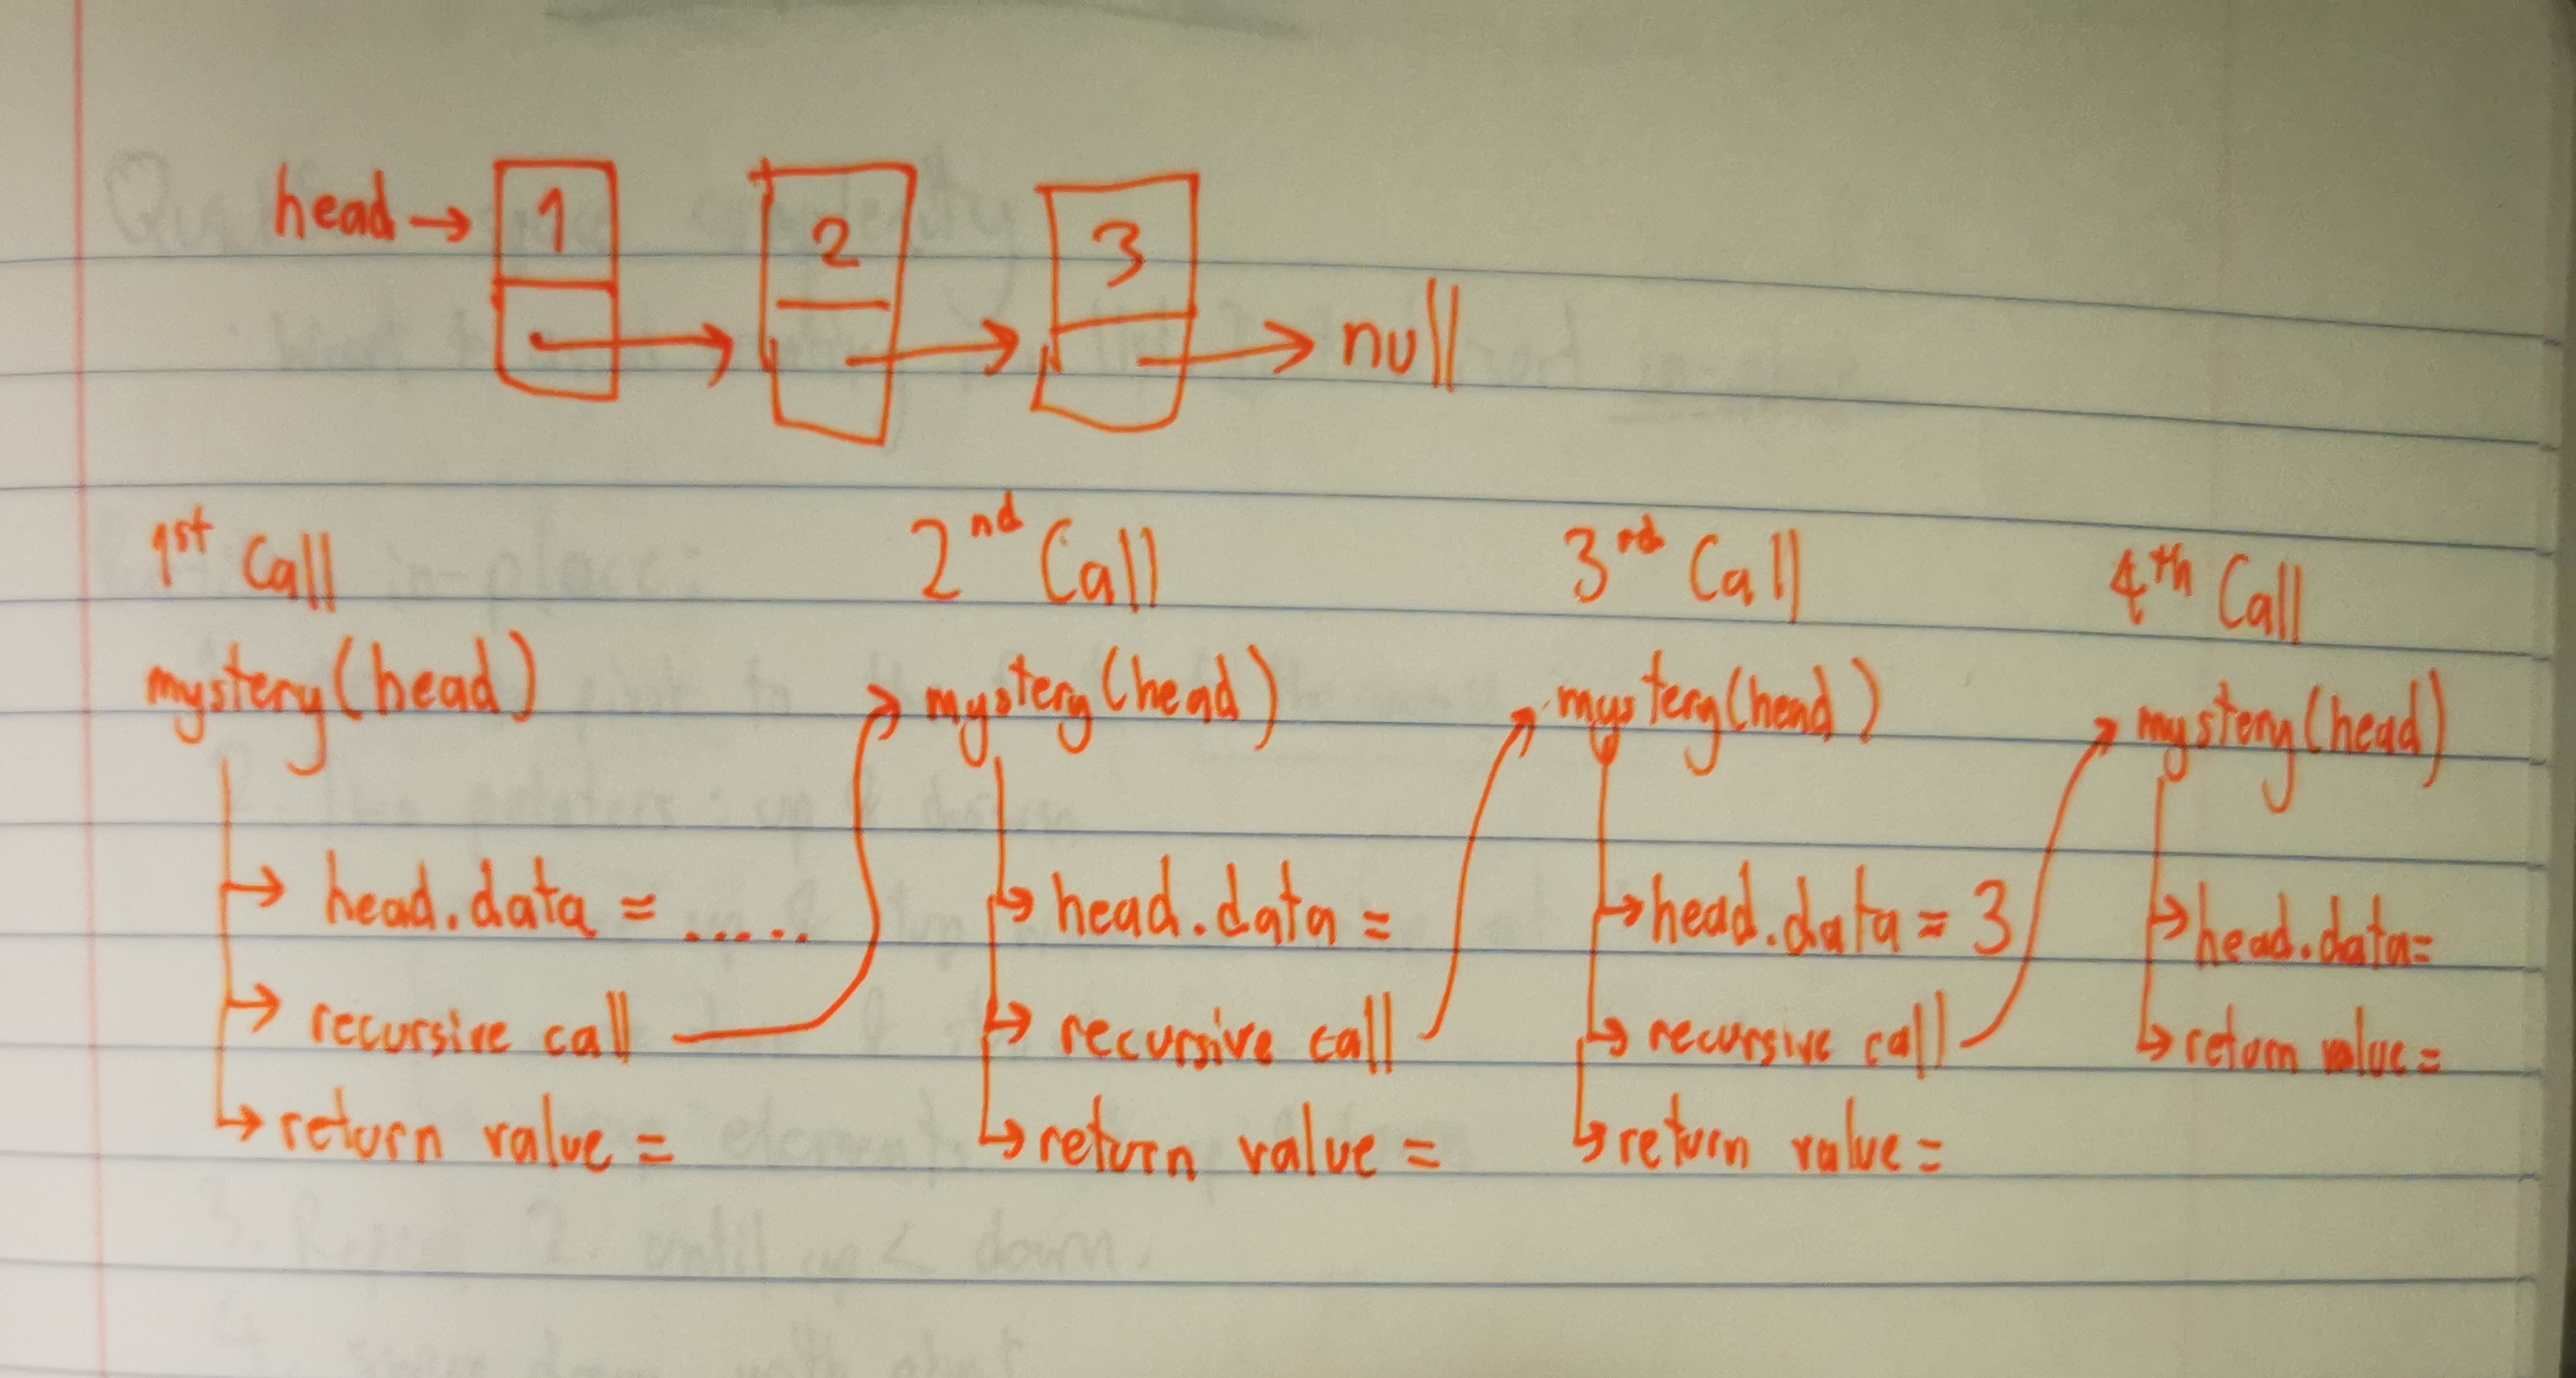 head → 1 2 3 null
1st Call 2nd Call 3rd Call 4th Call
mystery(head) mystery(head) mystery(head) mystery(head)
head.data = ..... head.data = head.data = 3 head.data=
recursive call recursive call recursive call return value =
return value = return value = return value =